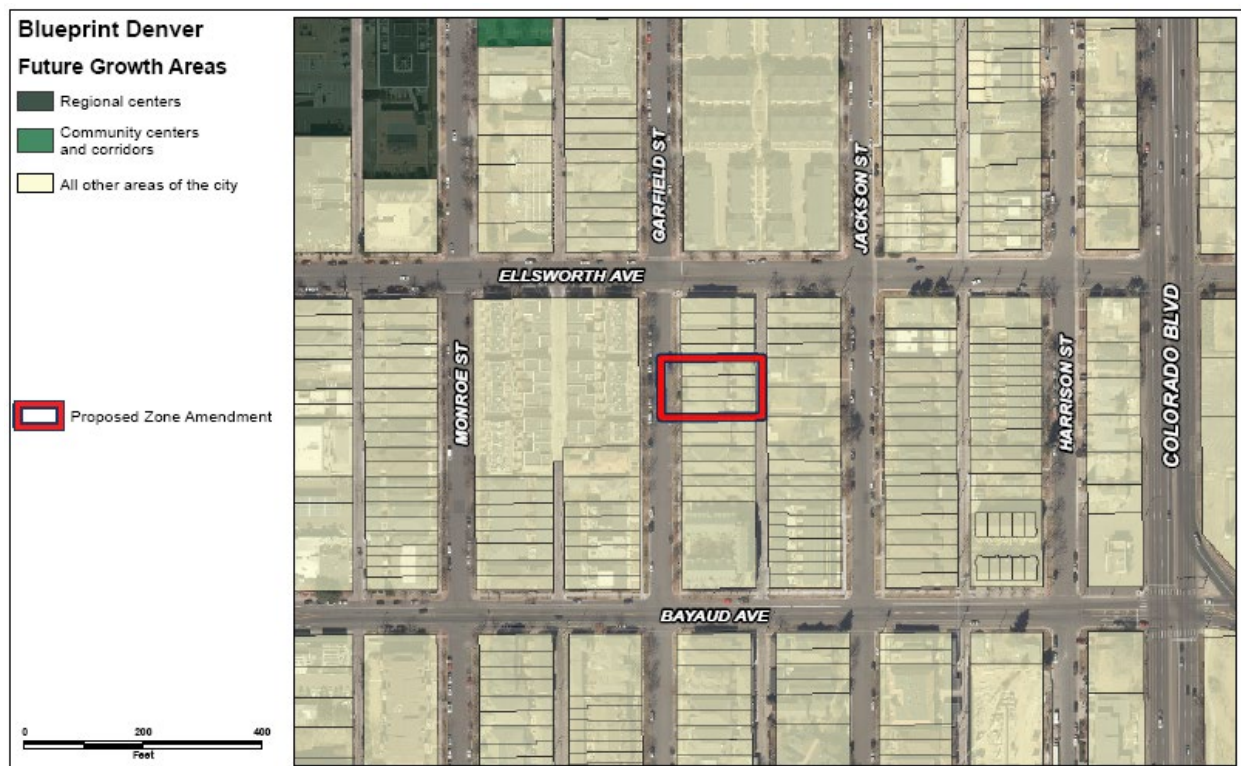 Blueprint Denver
Future Growth Areas
Regional centers
Community centers
and corridors
All other areas of the city
Proposed Zone Amendment
0 200 400
Feet
GARFIELD ST
JACKSON ST
ELLSWORTH AVE
MONROE ST
HARRISON ST
COLORADO BLVD
BAYAUD AVE